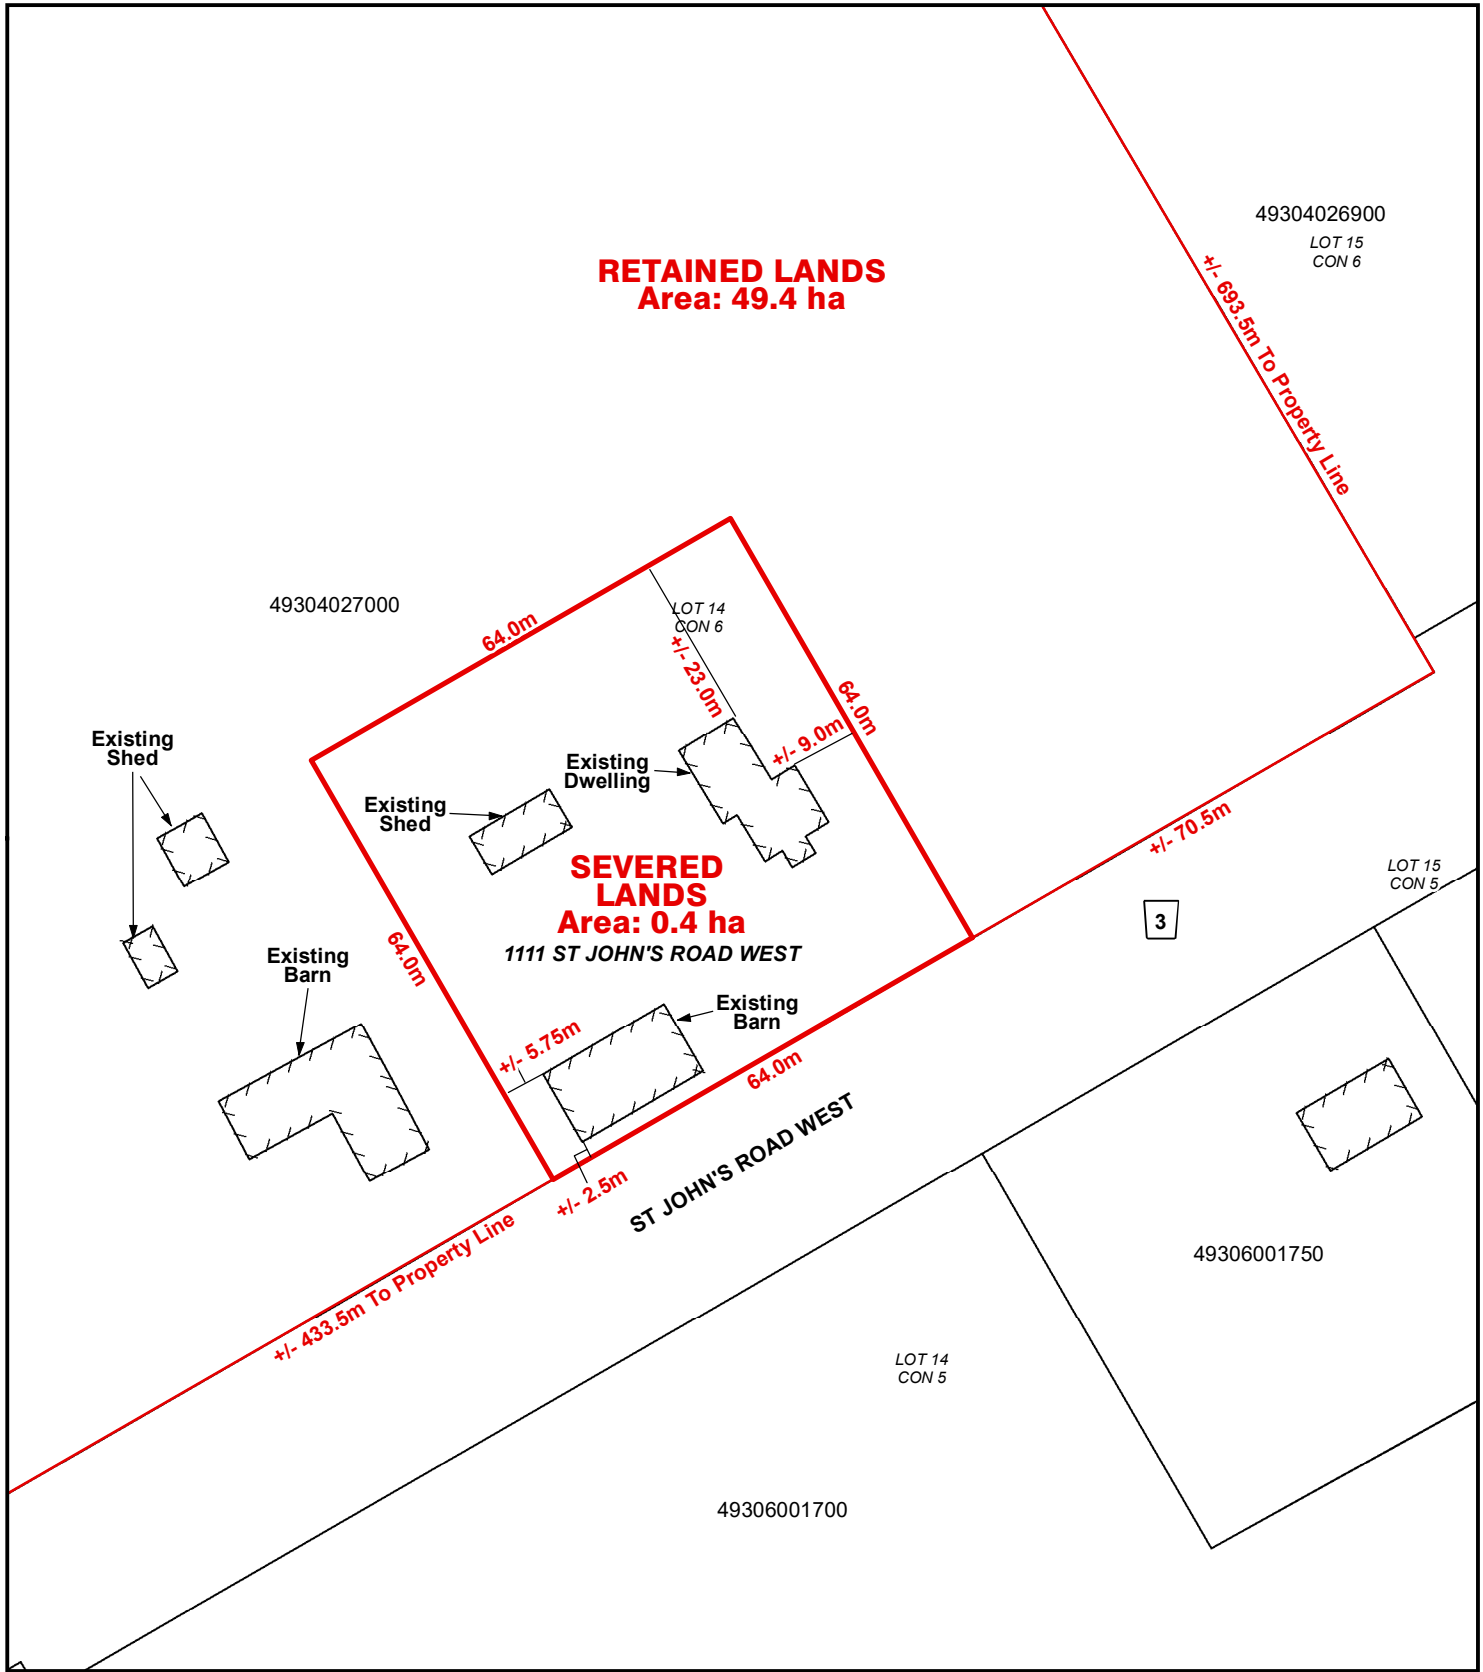 49304026900
LOT 15
CON 6
RETAINED LANDS
Area: 49.4 ha
+/- 693.5m To Property Line
49304027000
64.0m
LOT 14
CON 6
+/- 23.0m
64.0m
+/- 9.0m
Existing
Shed
Existing
Dwelling
Existing
Shed
+/- 70.5m
SEVERED
LANDS
Area: 0.4 ha
1111 ST JOHN'S ROAD WEST
LOT 15
CON 5
3
64.0m
Existing
Barn
Existing
Barn
+/- 5.75m
64.0m
+/- 2.5m
ST JOHN'S ROAD WEST
+/- 433.5m To Property Line
49306001750
LOT 14
CON 5
49306001700